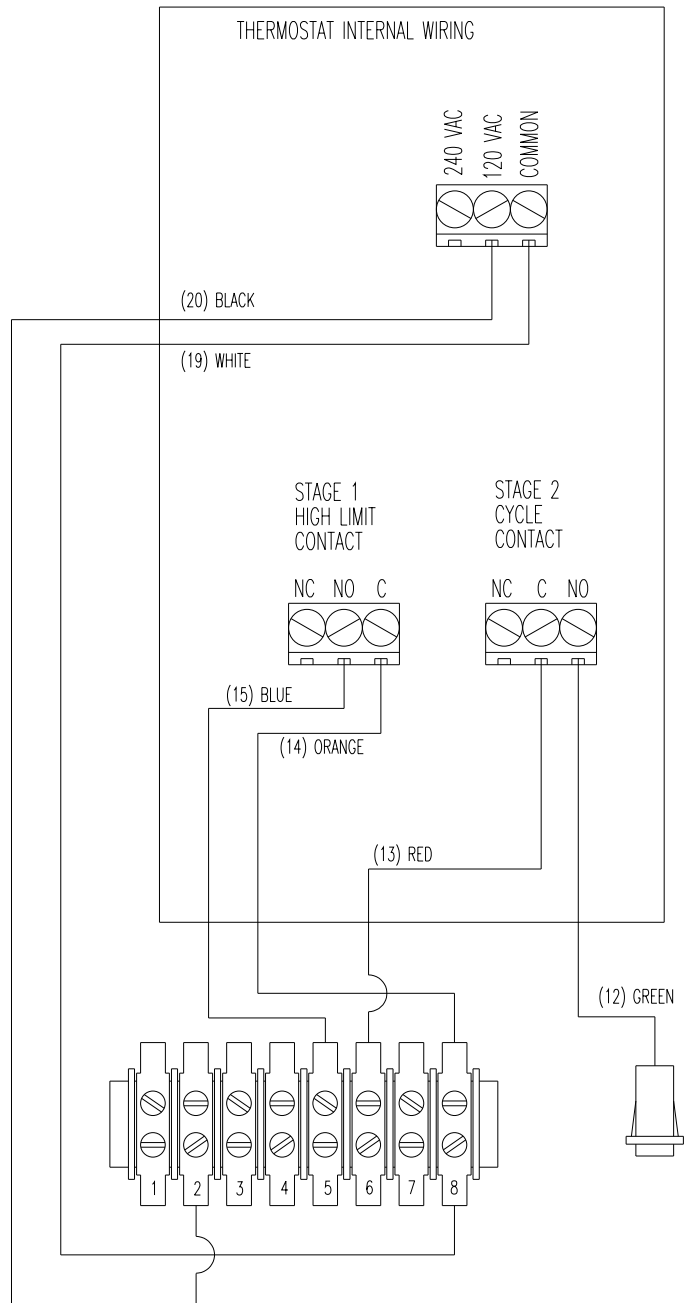 THERMOSTAT INTERNAL WIRING
240 VAC
120 VAC
COMMON
(20) BLACK
(19) WHITE
STAGE 1
HIGH LIMIT
CONTACT
STAGE 2
CYCLE
CONTACT
NC NO C
NC C NO
(15) BLUE
(14) ORANGE
(13) RED
(12) GREEN
1 2 3 4 5 6 7 8